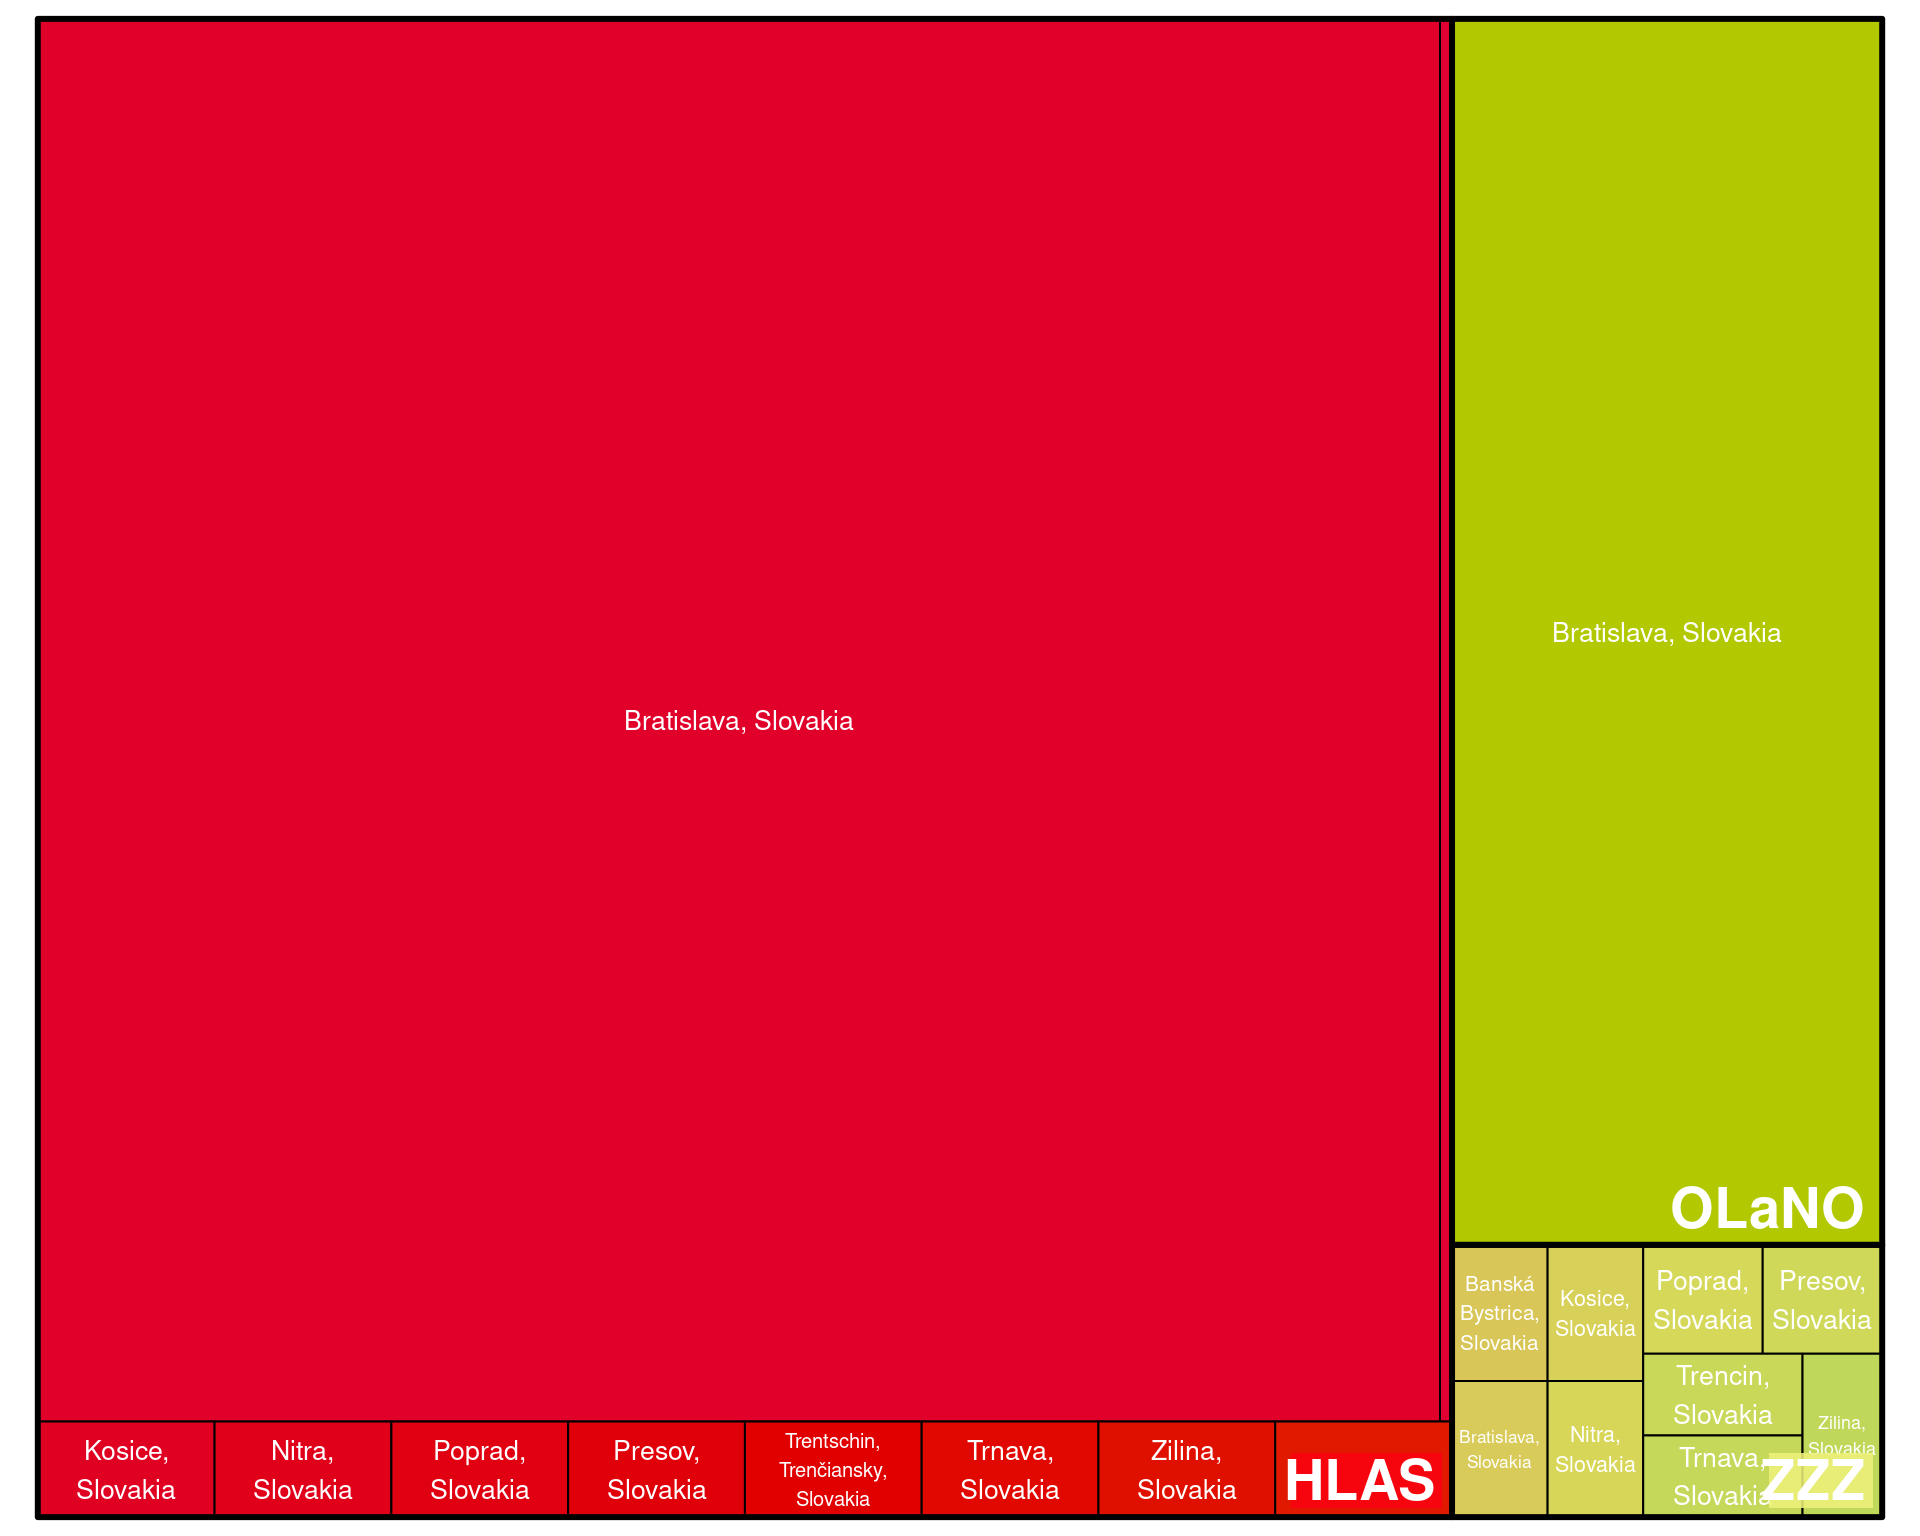 Bratislava, Slovakia
Kosice,
Slovakia
Nitra,
Slovakia
Poprad,
Slovakia
Presov,
Slovakia
Trentschin,
Trenčiansky,
Slovakia
Trnava,
Slovakia
Zilina,
Slovakia
HLAS
Bratislava, Slovakia
OLaNO
Banská
Bystrica,
Slovakia
Kosice,
Slovakia
Poprad,
Slovakia
Presov,
Slovakia
Bratislava,
Slovakia
Nitra,
Slovakia
Trencin,
Slovakia
Trnava,
Slovakia
Zilina,
Slovakia
ZZZ